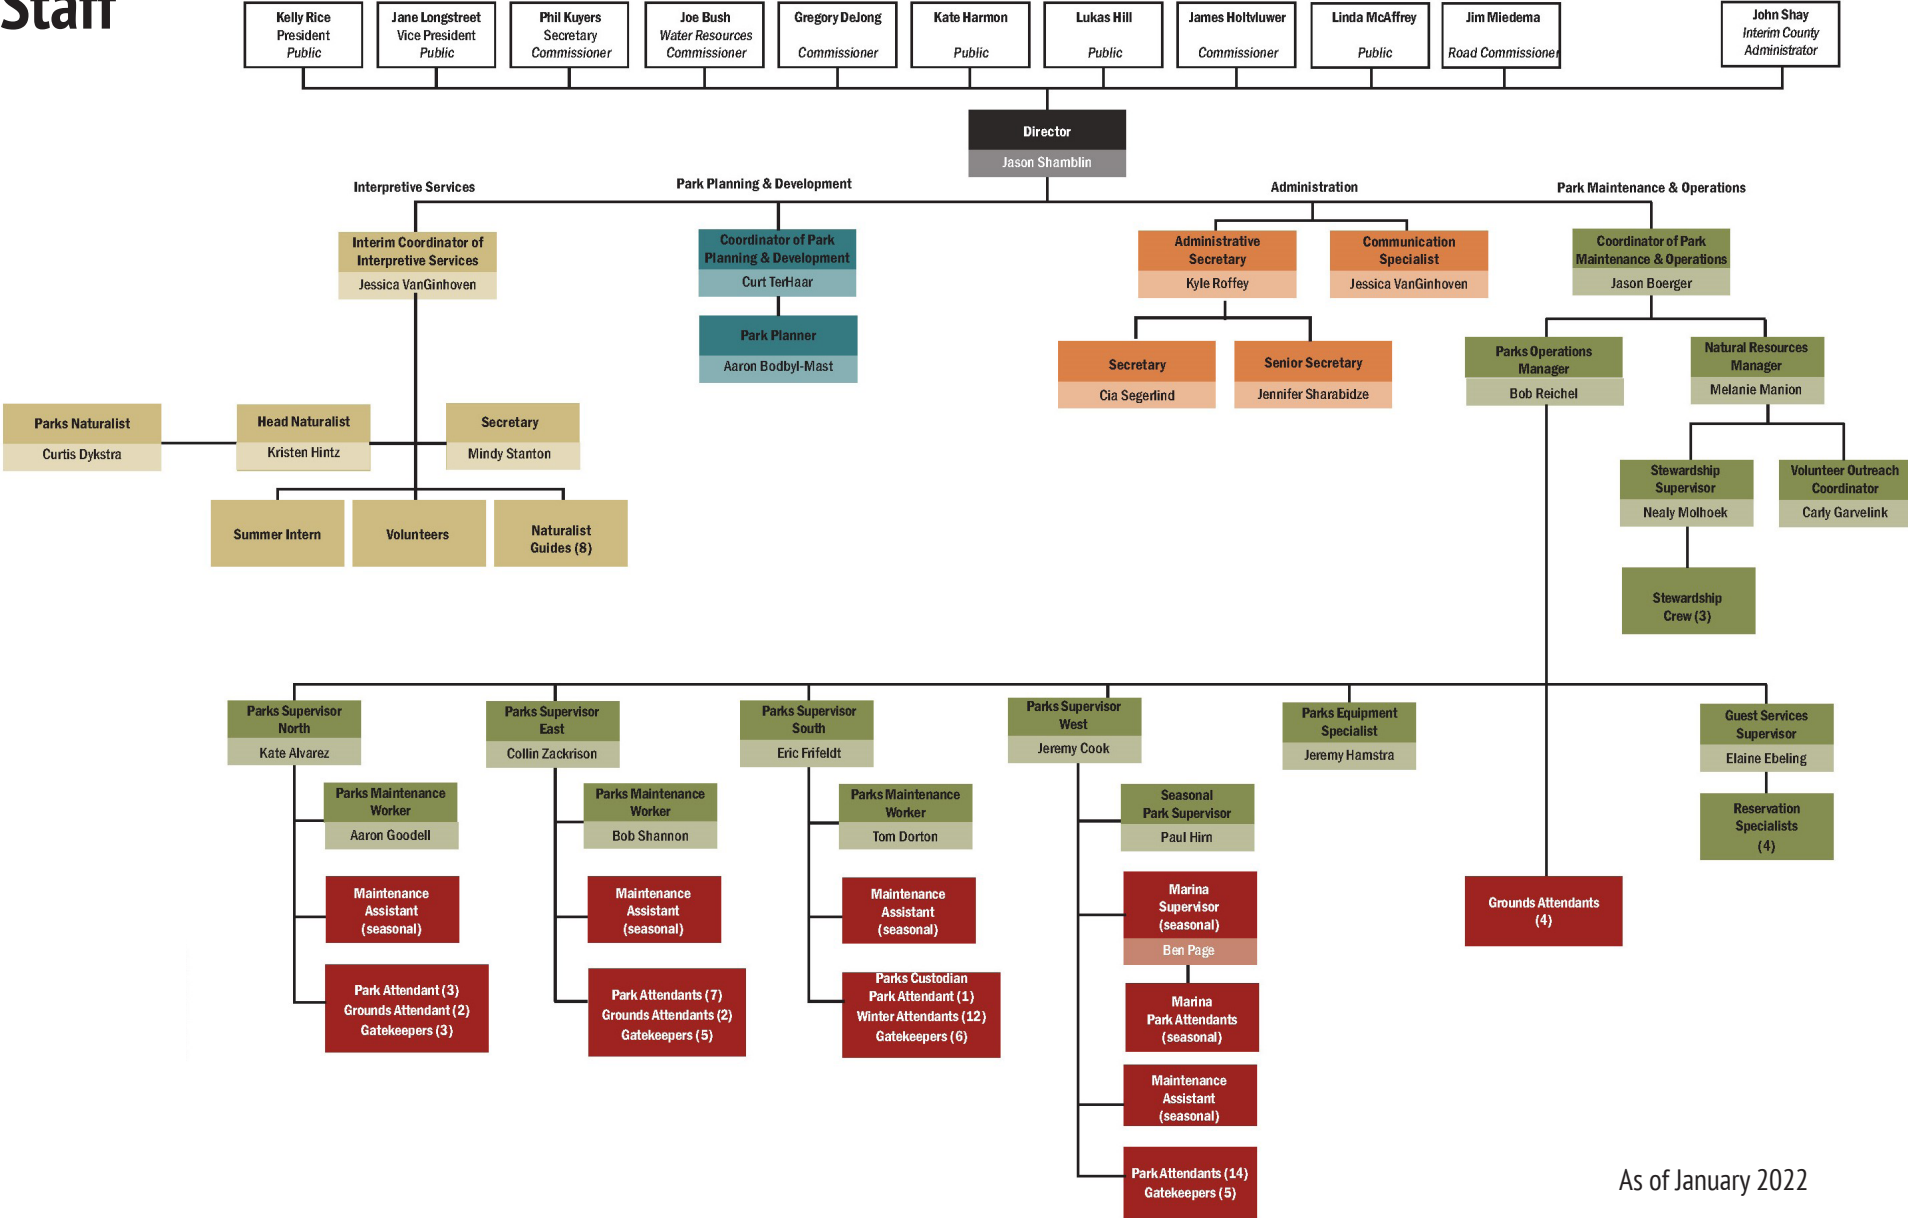 Staff
Kelly Rice
President
Public
Jane Longstreet
Vice President
Public
Phil Kuyers
Secretary
Commissioner
Joe Bush
Water Resources
Commissioner
Gregory DeJong
Commissioner
Kate Harmon
Public
Lukas Hill
Public
James Holtvluwer
Commissioner
Linda McAffrey
Public
Jim Miedema
Road Commissioner
John Shay
Interim County
Administrator
Director
Jason Shamblin
Interpretive Services
Park Planning & Development
Administration
Park Maintenance & Operations
Interim Coordinator of
Interpretive Services
Jessica VanGinhoven
Coordinator of Park
Planning & Development
Curt TerHaar
Administrative
Secretary
Kyle Roffey
Communication
Specialist
Jessica VanGinhoven
Coordinator of Park
Maintenance & Operations
Jason Boerger
Park Planner
Aaron Bodbyl-Mast
Secretary
Cia Segerlind
Senior Secretary
Jennifer Sharabidze
Parks Operations
Manager
Bob Reichel
Natural Resources
Manager
Melanie Manion
Parks Naturalist
Curtis Dykstra
Head Naturalist
Kristen Hintz
Secretary
Mindy Stanton
Stewardship
Supervisor
Nealy Molhoek
Volunteer Outreach
Coordinator
Carly Garvelink
Summer Intern
Volunteers
Naturalist
Guides (8)
Stewardship
Crew (3)
Parks Supervisor
North
Kate Alvarez
Parks Supervisor
East
Collin Zackrison
Parks Supervisor
South
Eric Frifeldt
Parks Supervisor
West
Jeremy Cook
Parks Equipment
Specialist
Jeremy Hamstra
Guest Services
Supervisor
Elaine Ebeling
Parks Maintenance
Worker
Aaron Goodell
Parks Maintenance
Worker
Bob Shannon
Parks Maintenance
Worker
Tom Dorton
Seasonal
Park Supervisor
Paul Hirn
Reservation
Specialists
(4)
Maintenance
Assistant
(seasonal)
Maintenance
Assistant
(seasonal)
Maintenance
Assistant
(seasonal)
Marina
Supervisor
(seasonal)
Ben Page
Grounds Attendants
(4)
Park Attendant (3)
Grounds Attendant (2)
Gatekeepers (3)
Park Attendants (7)
Grounds Attendants (2)
Gatekeepers (5)
Parks Custodian
Park Attendant (1)
Winter Attendants (12)
Gatekeepers (6)
Marina
Park Attendants
(seasonal)
Maintenance
Assistant
(seasonal)
Park Attendants (14)
Gatekeepers (5)
As of January 2022